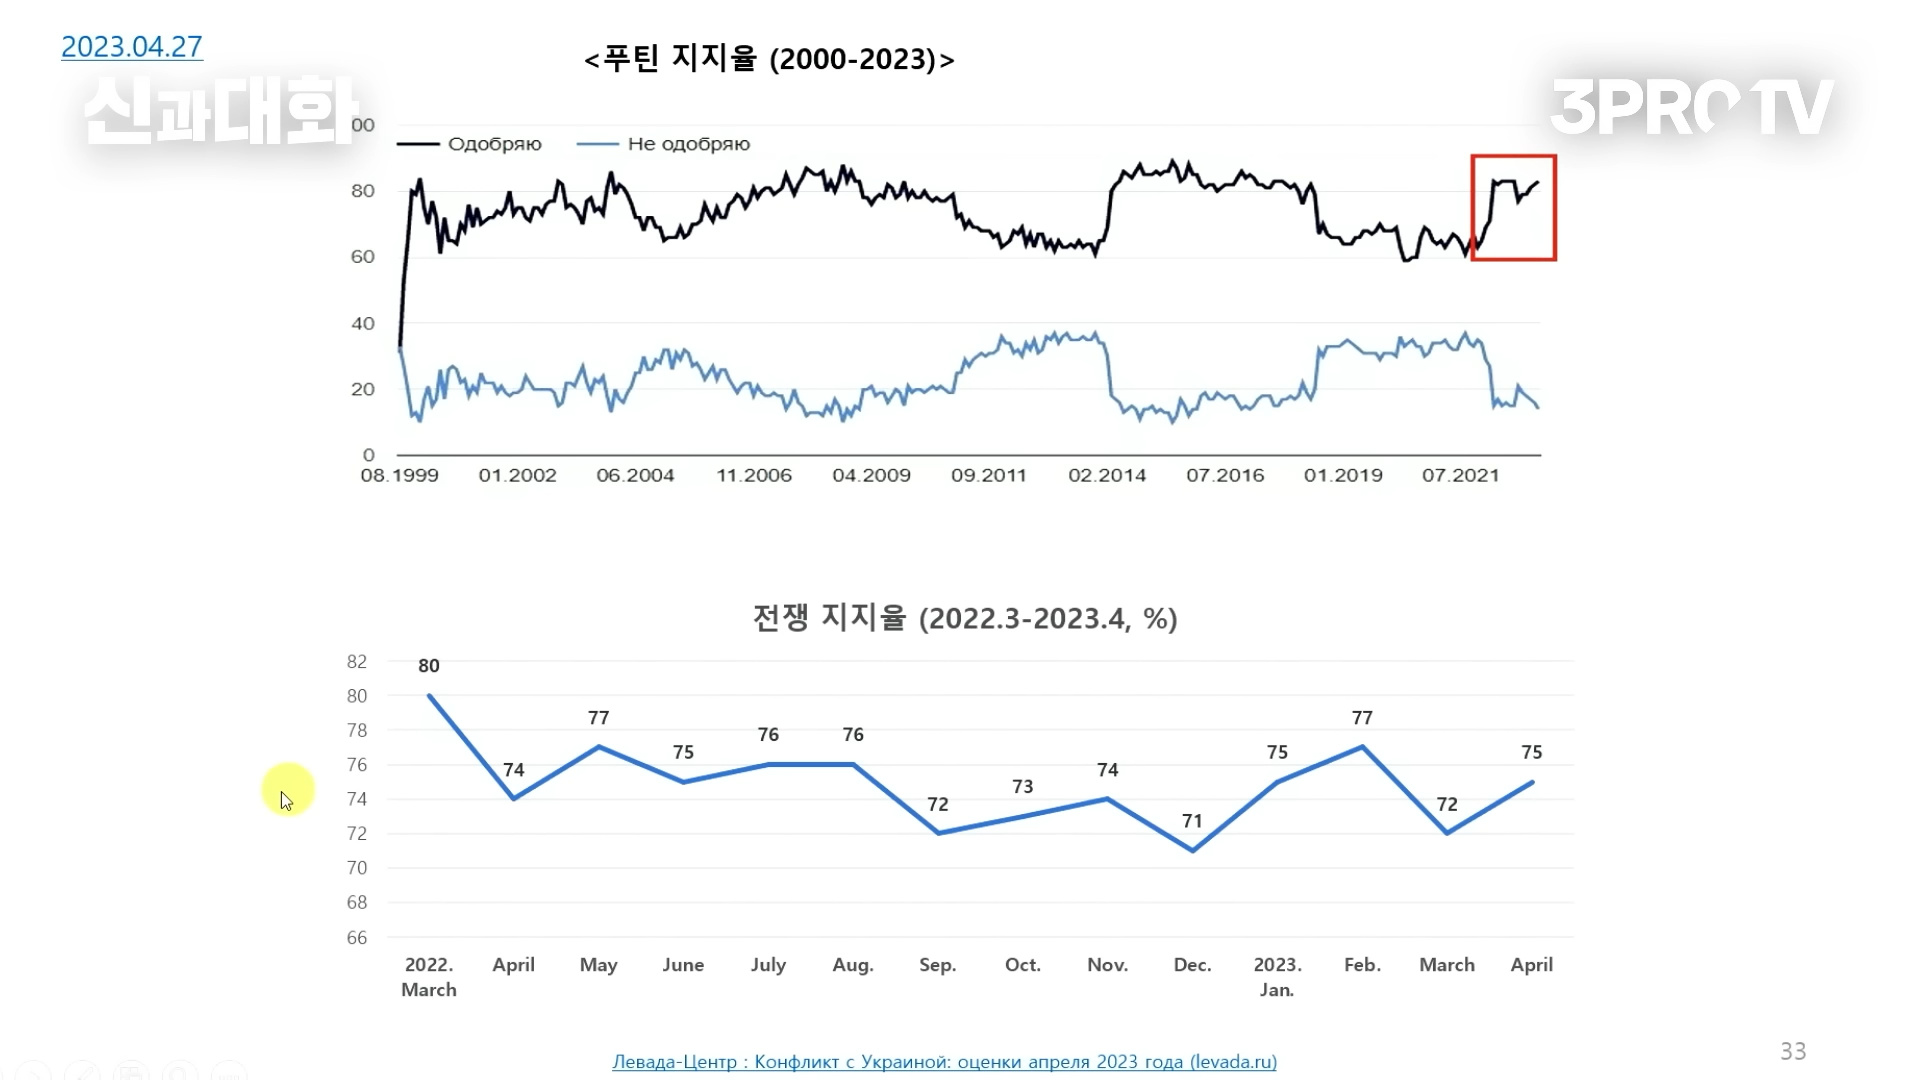 2023.04.27
<푸틴 지지율 (2000-2023)>
신과대화
3PRO TV
00
Одобряю
Не одобряю
80
60
40
20
0
08.1999 01.2002 06.2004 11.2006 04.2009 09.2011 02.2014 07.2016 01.2019 07.2021
전쟁 지지율 (2022.3-2023.4, %)
82
80
78
76
74
72
70
68
66
80 74 77 75 76 76 72 73 74 71 75 77 72 75
2022. April May June July Aug. Sep. Oct. Nov. Dec. 2023. Feb. March April
March Jan.
Левада-Центр : Конфликт с Украиной: оценки апреля 2023 года (levada.ru)
33